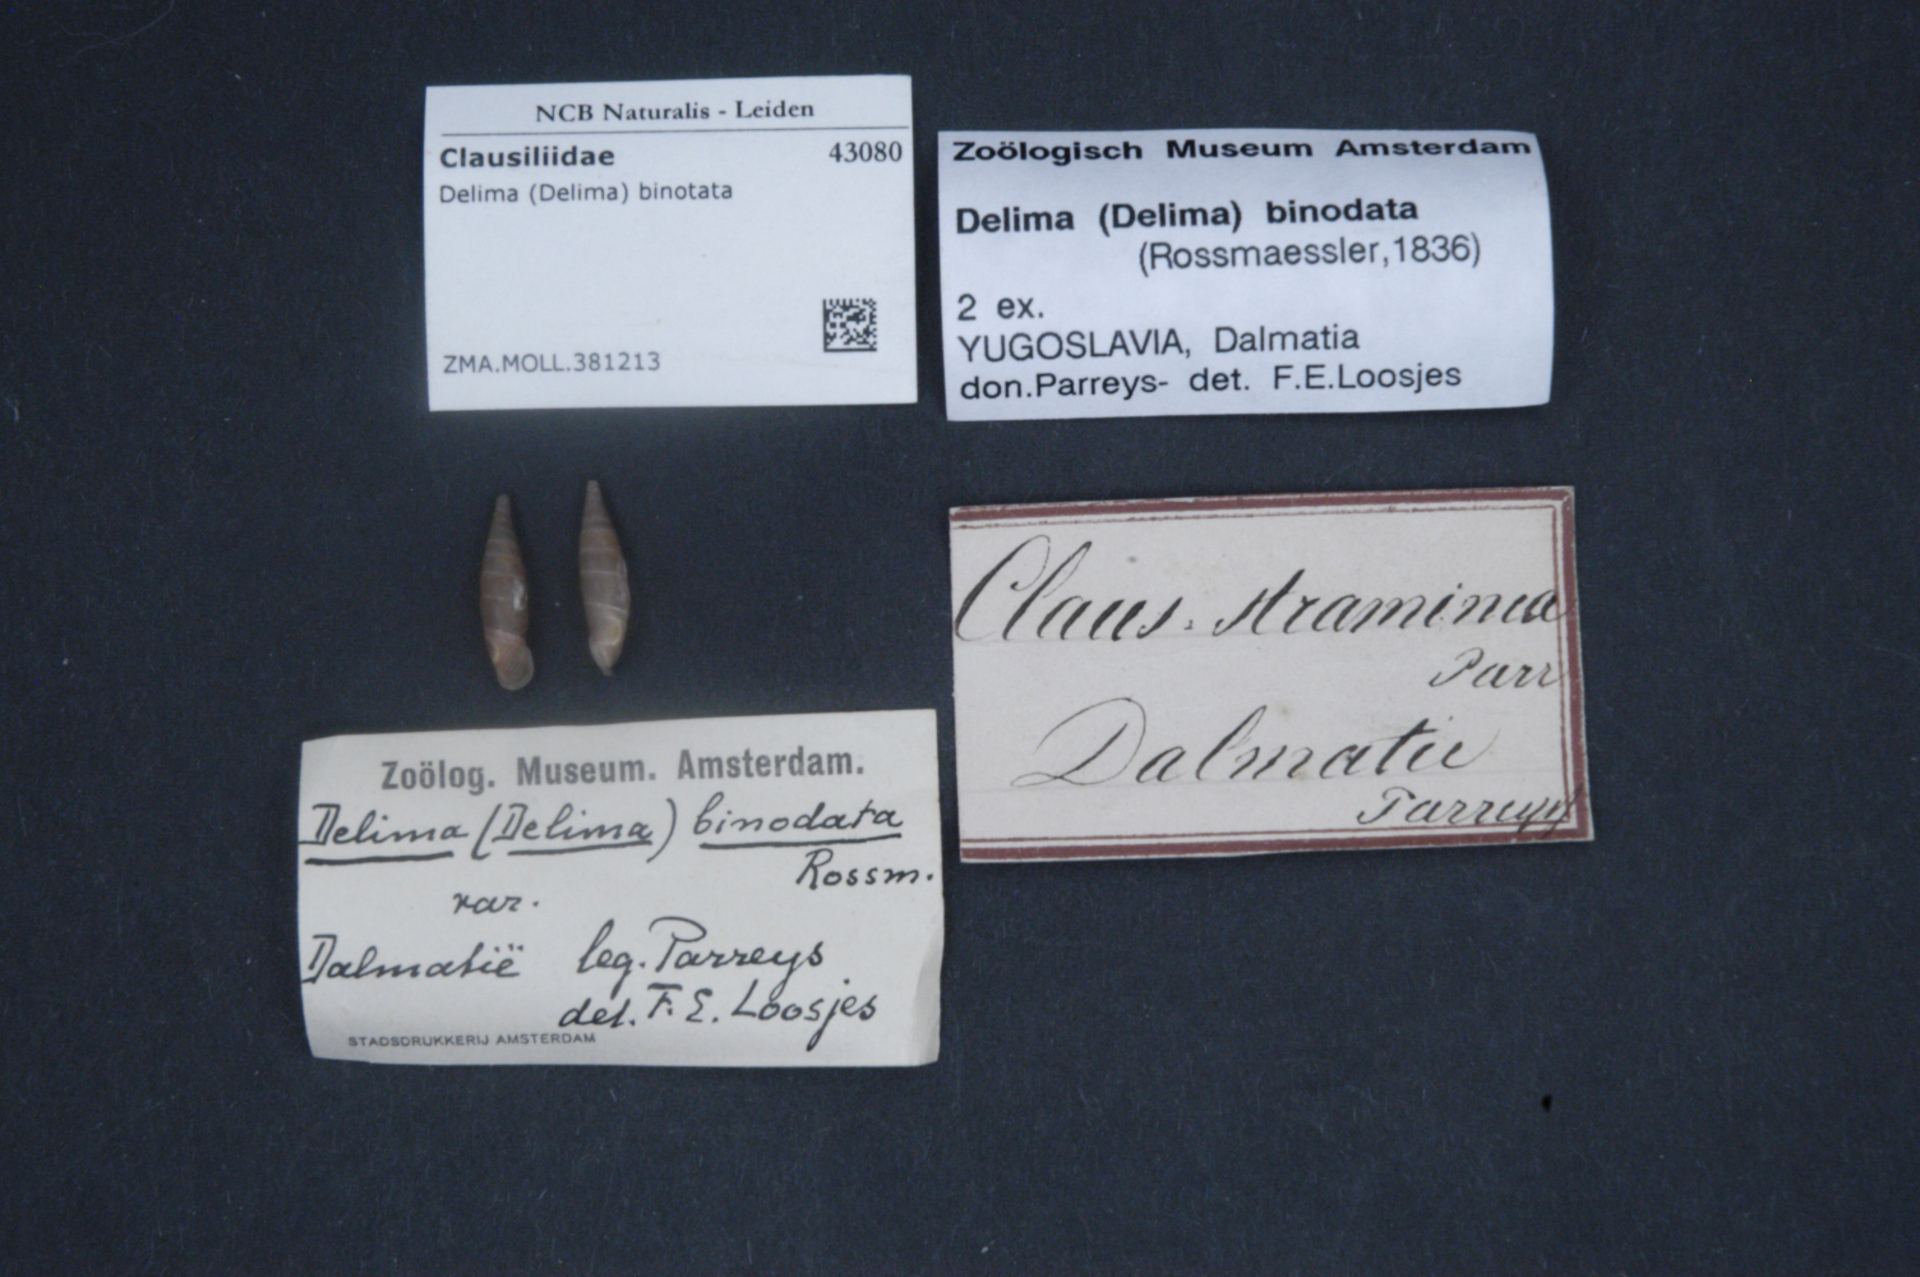 NCB Naturalis - Leiden
Clausiliidae 43080
Delima (Delima) binotata
ZMA.MOLL.381213
Zoölogisch Museum Amsterdam
Delima (Delima) binodata
(Rossmaessler,1836)
2 ex.
YUGOSLAVIA, Dalmatia
don.Parreys- det. F.E.Loosjes
Claus. straminea
Parr
Dalmatie
Parreys
Zoölog. Museum. Amsterdam.
Delima (Delima) binodata
Rossm.
var.
Dalmatië leg. Parreys
det. F. E. Loosjes
STADSDRUKKERIJ AMSTERDAM